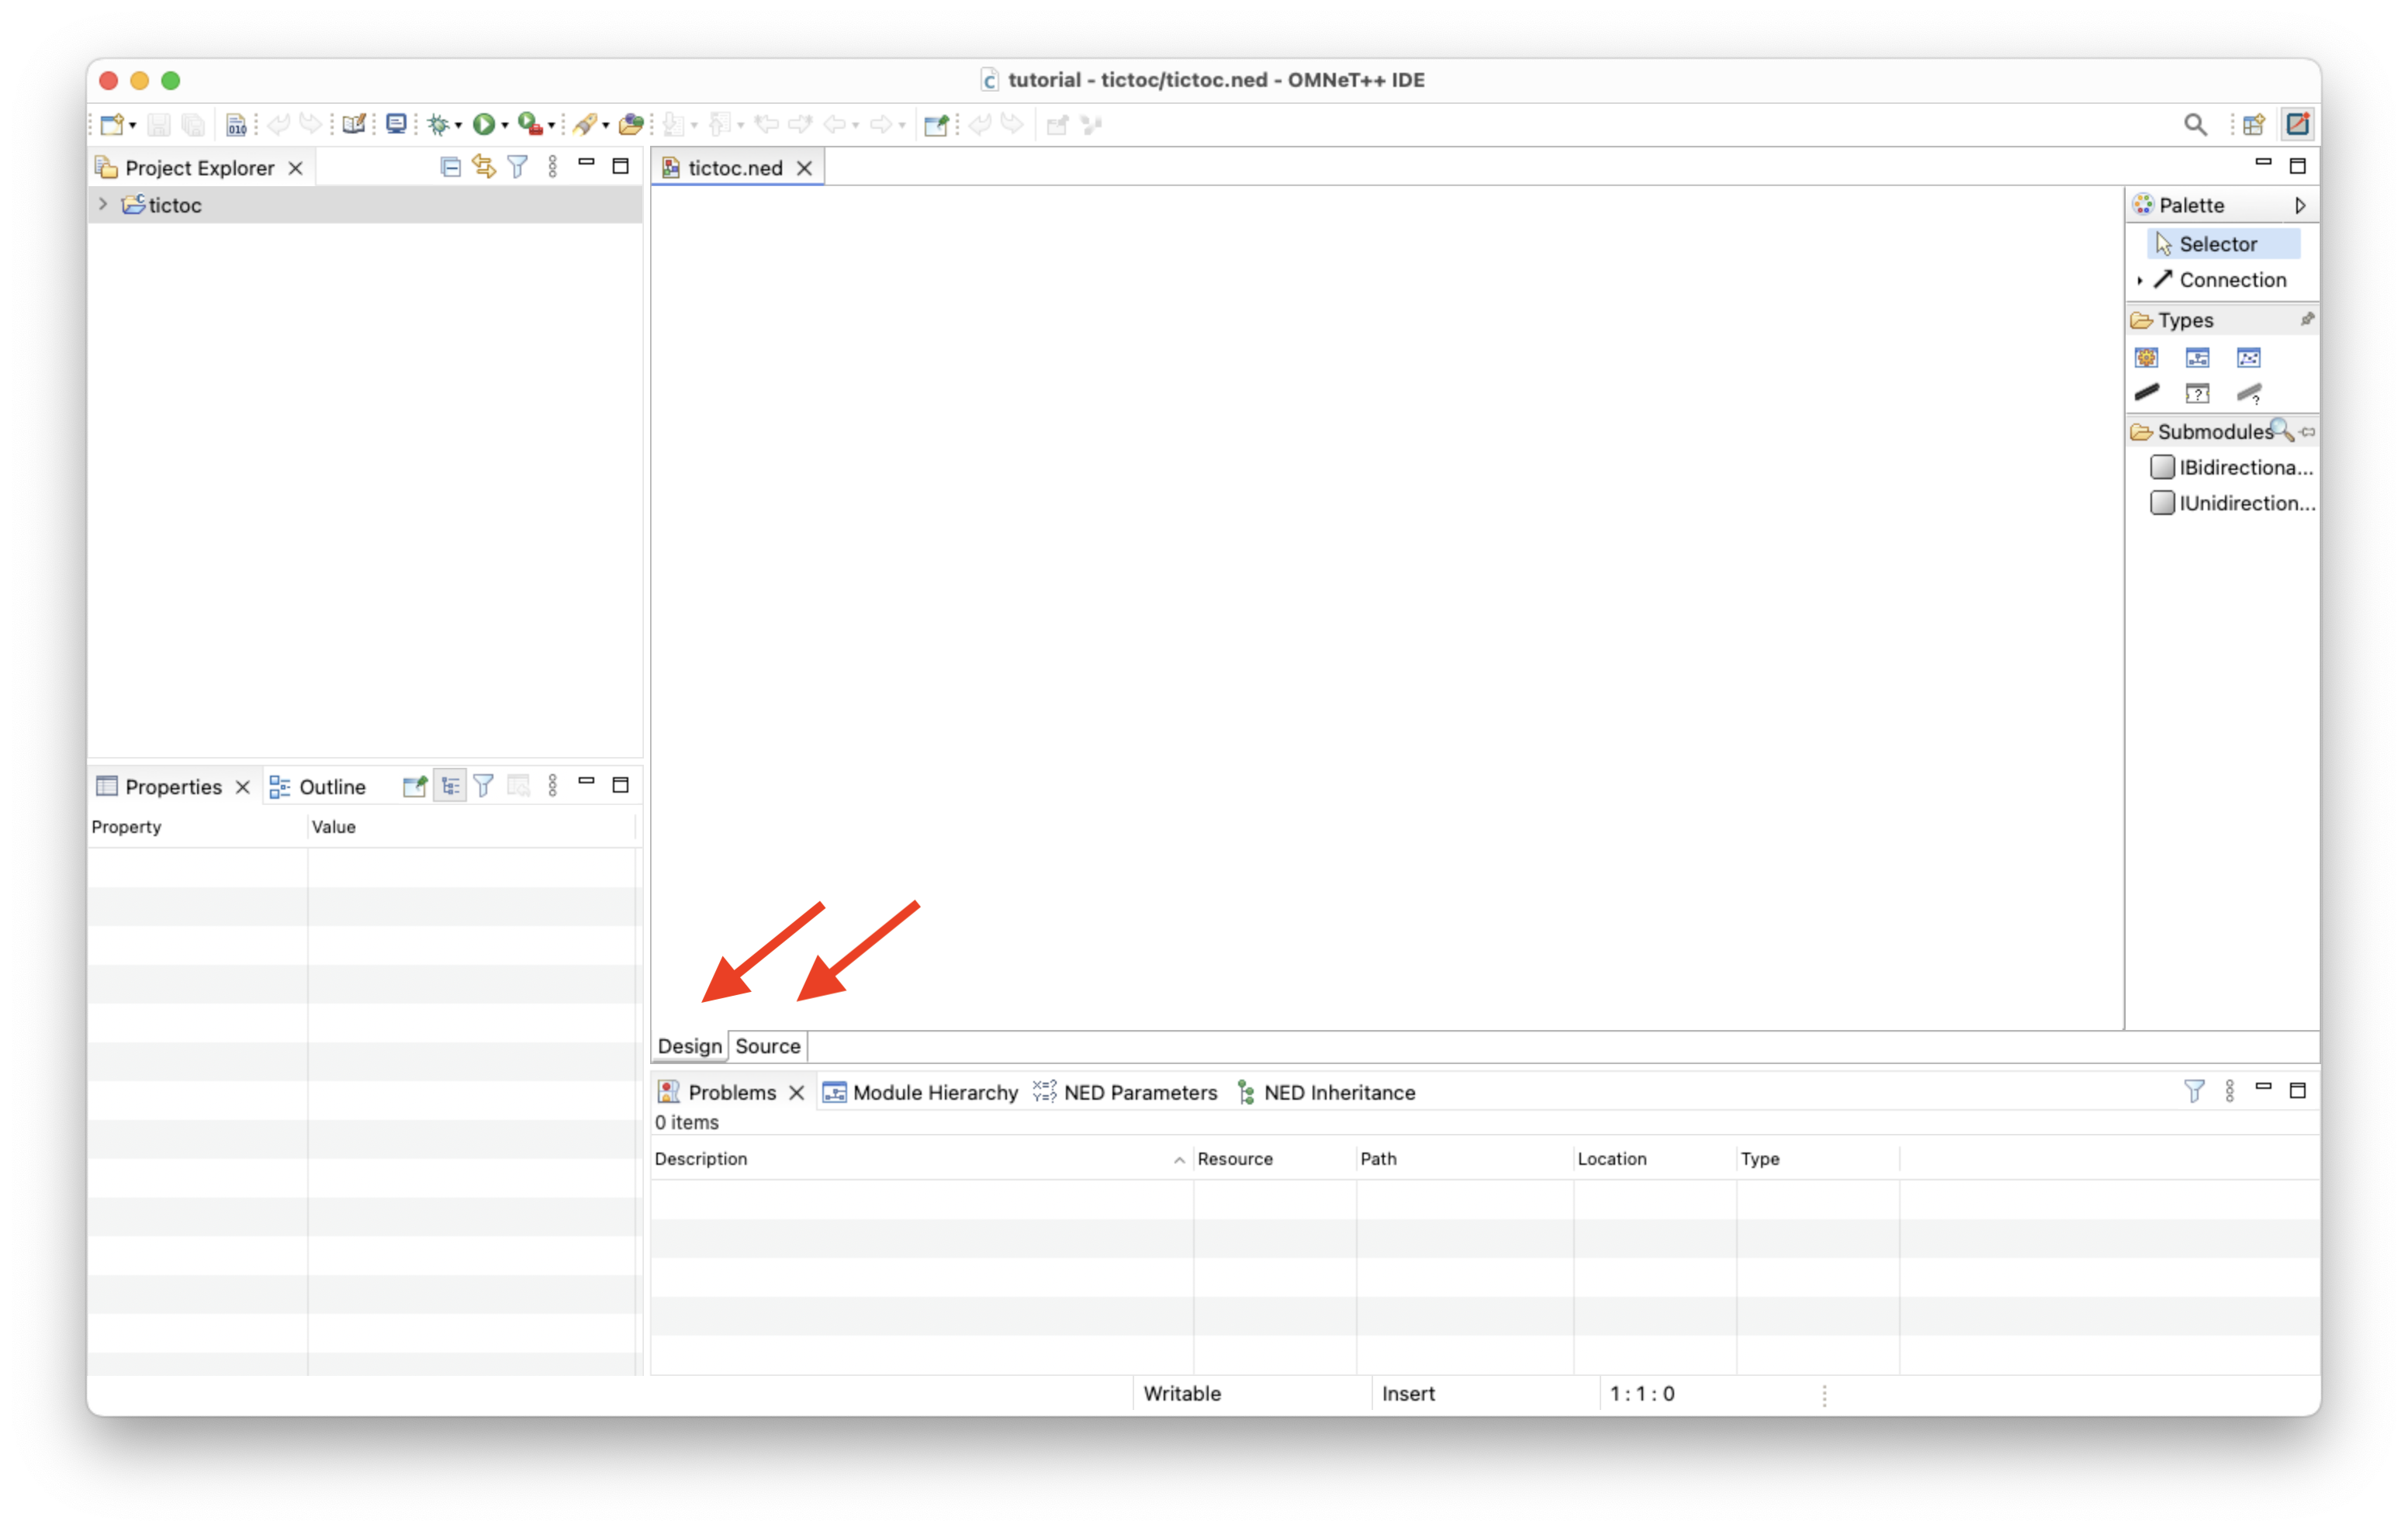 tutorial - tictoc/tictoc.ned - OMNeT++ IDE
010
Project Explorer
tictoc.ned
tictoc
Palette
Selector
Connection
Types
Submodules
IBidirectiona...
IUnidirection...
Properties
Outline
Property
Value
Design
Source
Problems
Module Hierarchy
NED Parameters
NED Inheritance
0 items
Description
Resource
Path
Location
Type
Writable
Insert
1 : 1 : 0